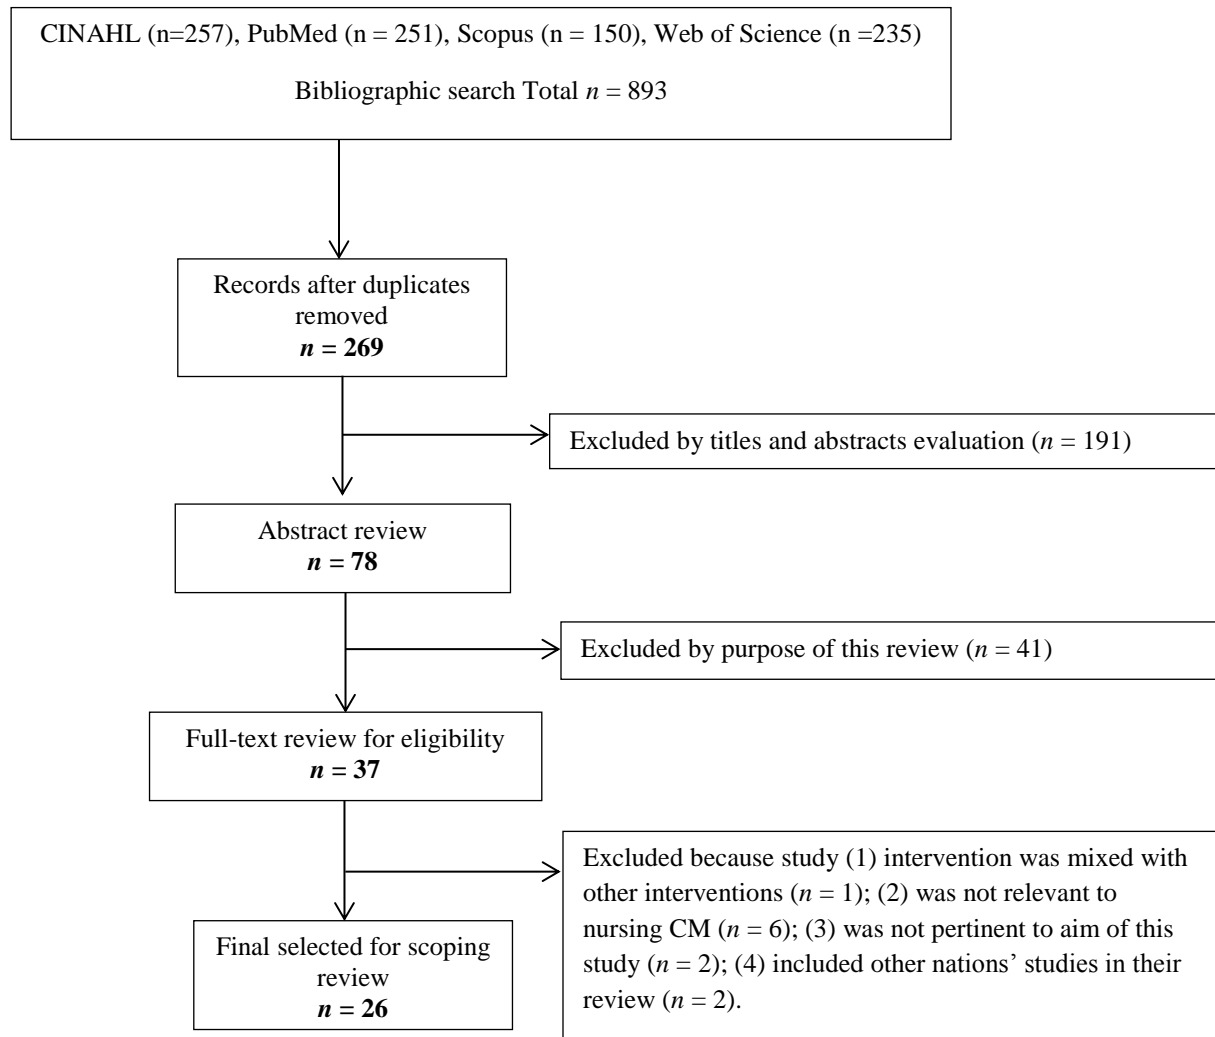 CINAHL (n=257), PubMed (n = 251), Scopus (n = 150), Web of Science (n =235)
Bibliographic search Total n = 893
Records after duplicates
removed
n = 269
Excluded by titles and abstracts evaluation (n = 191)
Abstract review
n = 78
Excluded by purpose of this review (n = 41)
Full-text review for eligibility
n = 37
Excluded because study (1) intervention was mixed with
other interventions (n = 1); (2) was not relevant to
nursing CM (n = 6); (3) was not pertinent to aim of this
study (n = 2); (4) included other nations’ studies in their
review (n = 2).
Final selected for scoping
review
n = 26